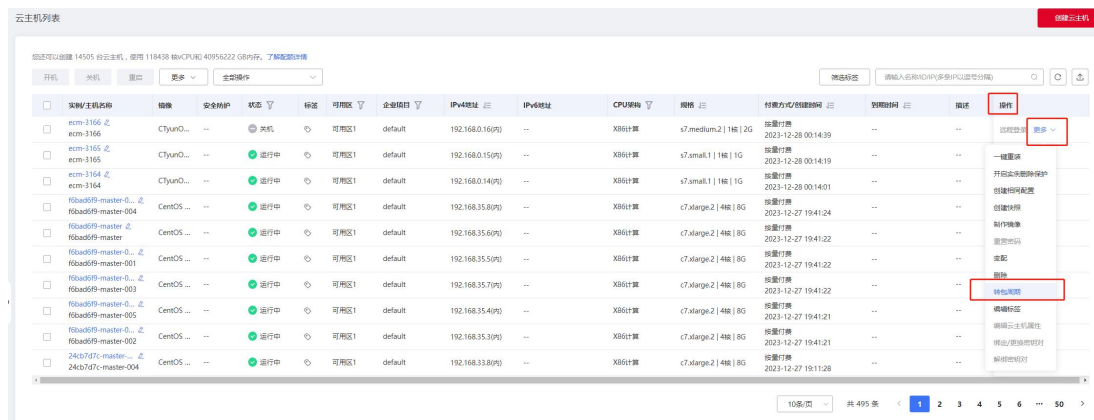 云主机列表
创建云主机
您还可以创建 14505 台云主机，使用 118438 核vCPU和 40956222 GB内存。了解配额详情
开机 关机 重启 更多 全部操作 筛选标签 请输入名称/ID/IP(多条IP以逗号分隔)
实例/主机名称 镜像 安全防护 状态 标签 可用区 企业项目 IPv4地址 IPv6地址 CPU架构 规格 付费方式/创建时间 到期时间 描述 操作
ecm-3166 ecm-3166 CTyunO... -- 关机 可用区1 default 192.168.0.16(内) -- X86计算 s7.medium.2 | 1核 | 2G 按量付费 2023-12-28 00:14:39 -- -- 远程登录 更多
ecm-3165 ecm-3165 CTyunO... -- 运行中 可用区1 default 192.168.0.15(内) -- X86计算 s7.small.1 | 1核 | 1G 按量付费 2023-12-28 00:14:19 -- --
ecm-3164 ecm-3164 CTyunO... -- 运行中 可用区1 default 192.168.0.14(内) -- X86计算 s7.small.1 | 1核 | 1G 按量付费 2023-12-28 00:14:01 -- --
f6bad6f9-master-0... f6bad6f9-master-004 CentOS ... -- 运行中 可用区1 default 192.168.35.8(内) -- X86计算 c7.xlarge.2 | 4核 | 8G 按量付费 2023-12-27 19:41:24 -- --
f6bad6f9-master f6bad6f9-master CentOS ... -- 运行中 可用区1 default 192.168.35.6(内) -- X86计算 c7.xlarge.2 | 4核 | 8G 按量付费 2023-12-27 19:41:22 -- --
f6bad6f9-master-0... f6bad6f9-master-001 CentOS ... -- 运行中 可用区1 default 192.168.35.5(内) -- X86计算 c7.xlarge.2 | 4核 | 8G 按量付费 2023-12-27 19:41:22 -- --
f6bad6f9-master-0... f6bad6f9-master-003 CentOS ... -- 运行中 可用区1 default 192.168.35.7(内) -- X86计算 c7.xlarge.2 | 4核 | 8G 按量付费 2023-12-27 19:41:22 -- --
f6bad6f9-master-0... f6bad6f9-master-005 CentOS ... -- 运行中 可用区1 default 192.168.35.4(内) -- X86计算 c7.xlarge.2 | 4核 | 8G 按量付费 2023-12-27 19:41:21 -- --
f6bad6f9-master-0... f6bad6f9-master-002 CentOS ... -- 运行中 可用区1 default 192.168.35.3(内) -- X86计算 c7.xlarge.2 | 4核 | 8G 按量付费 2023-12-27 19:41:21 -- --
24cb7d7c-master-... 24cb7d7c-master-004 CentOS ... -- 运行中 可用区1 default 192.168.33.8(内) -- X86计算 c7.xlarge.2 | 4核 | 8G 按量付费 2023-12-27 19:11:28 -- --
一键重装
开启实例删除保护
创建相同配置
创建快照
制作镜像
重置密码
变配
删除
转包周期
编辑标签
编辑云主机属性
绑定/更换密钥对
解绑密钥对
10条/页 共 495 条 1 2 3 4 5 6 ... 50